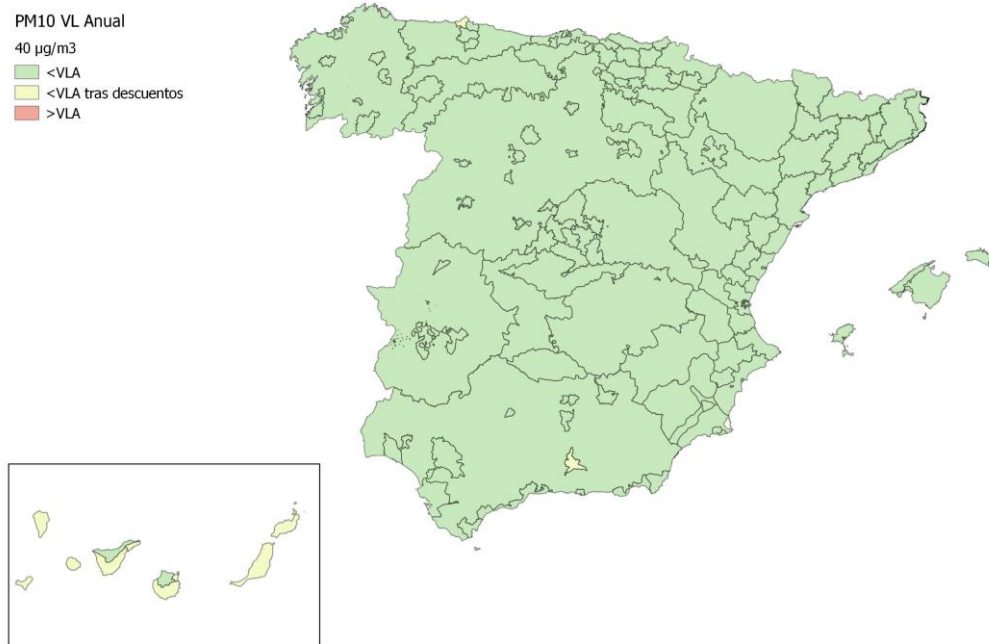 PM10 VL Anual
40 µg/m3
<VLA
<VLA tras descuentos
>VLA